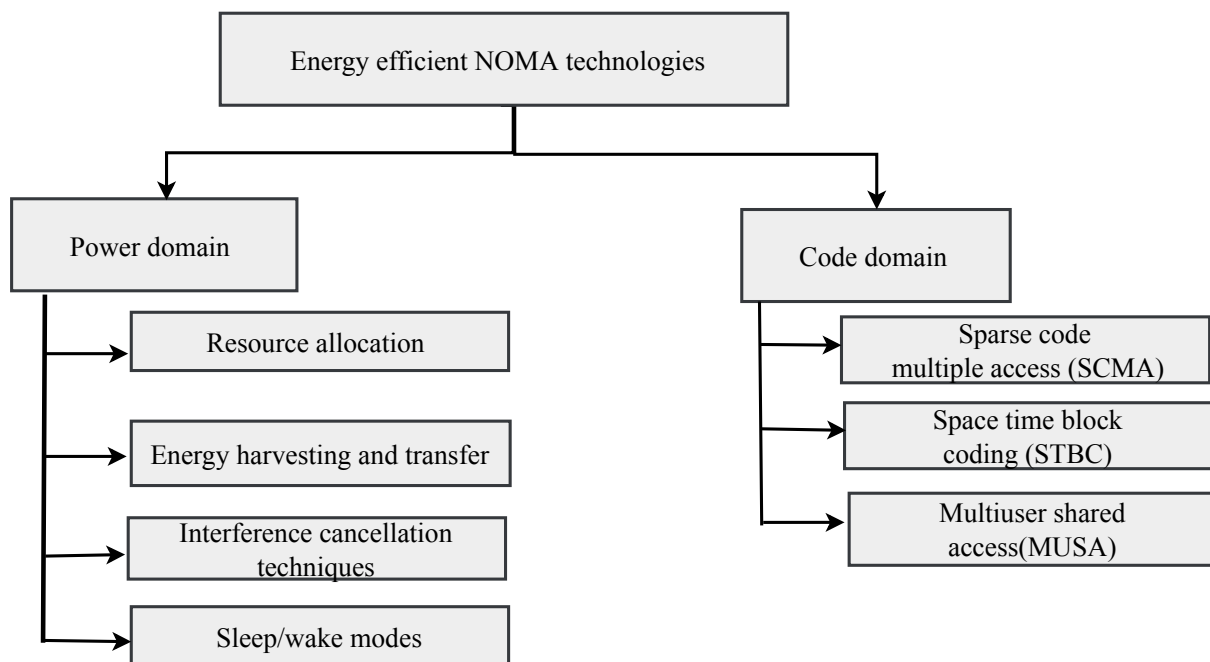 Energy efficient NOMA technologies
Power domain
Resource allocation
Energy harvesting and transfer
Interference cancellation
techniques
Sleep/wake modes
Code domain
Sparse code
multiple access (SCMA)
Space time block
coding (STBC)
Multiuser shared
access(MUSA)